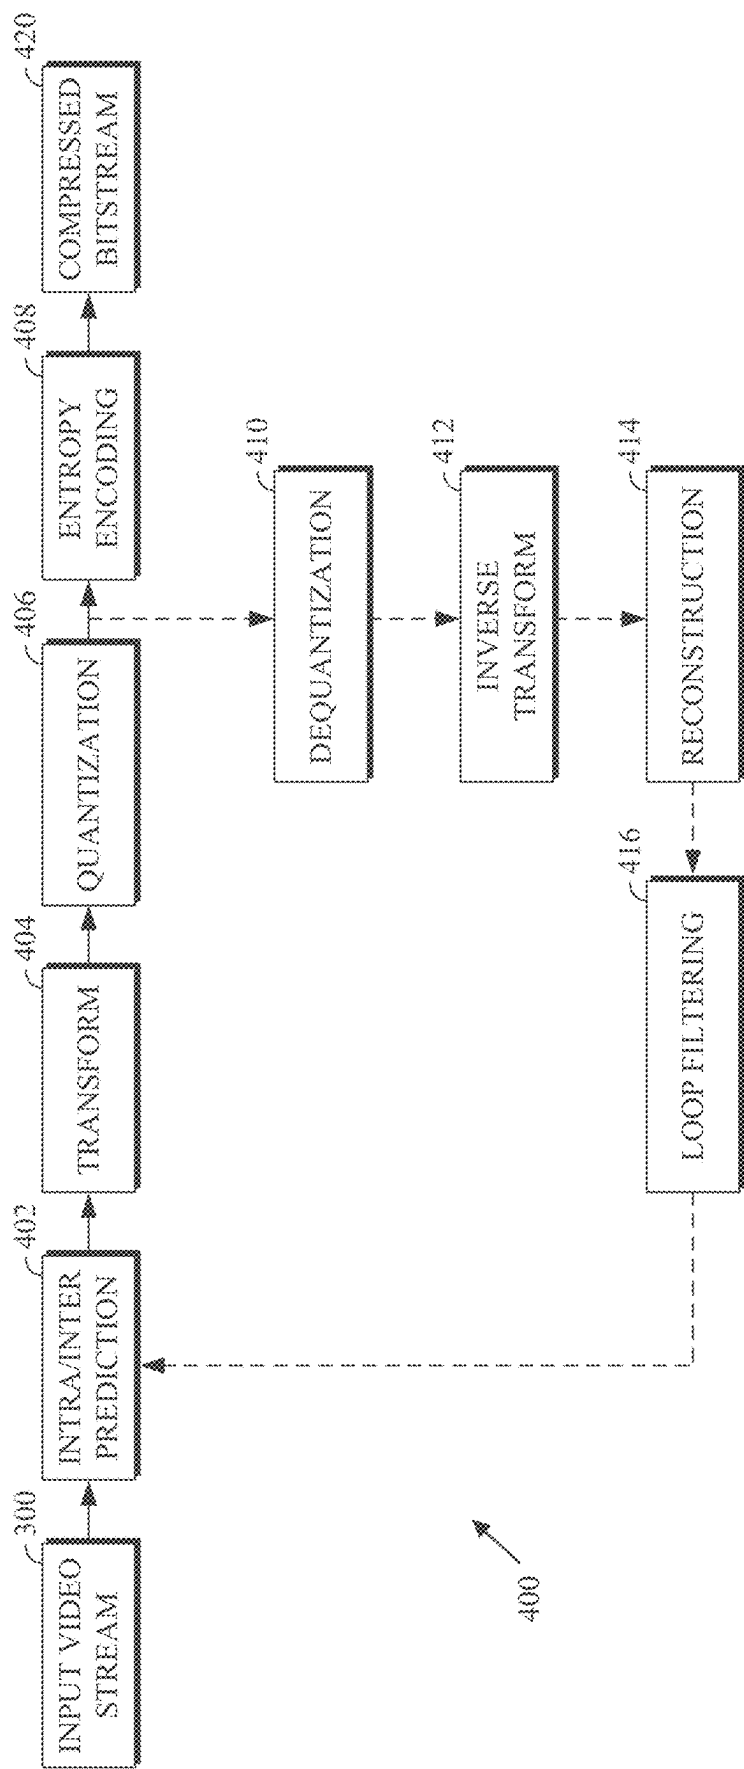 300
INPUT VIDEO
STREAM
402
INTRA/INTER
PREDICTION
404
TRANSFORM
406
QUANTIZATION
408
ENTROPY
ENCODING
420
COMPRESSED
BITSTREAM
410
DEQUANTIZATION
412
INVERSE
TRANSFORM
414
RECONSTRUCTION
416
LOOP FILTERING
400